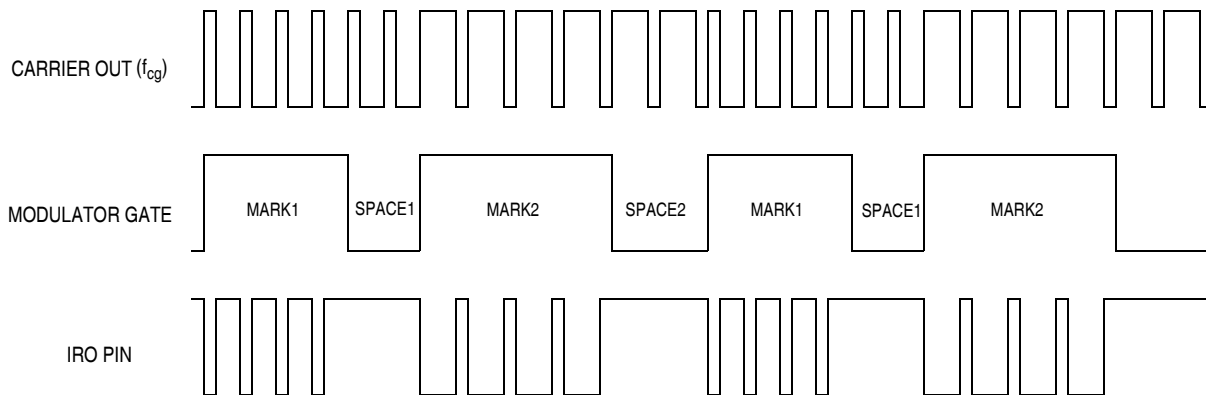 CARRIER OUT (fcg)
MODULATOR GATE
MARK1
SPACE1
MARK2
SPACE2
MARK1
SPACE1
MARK2
IRO PIN